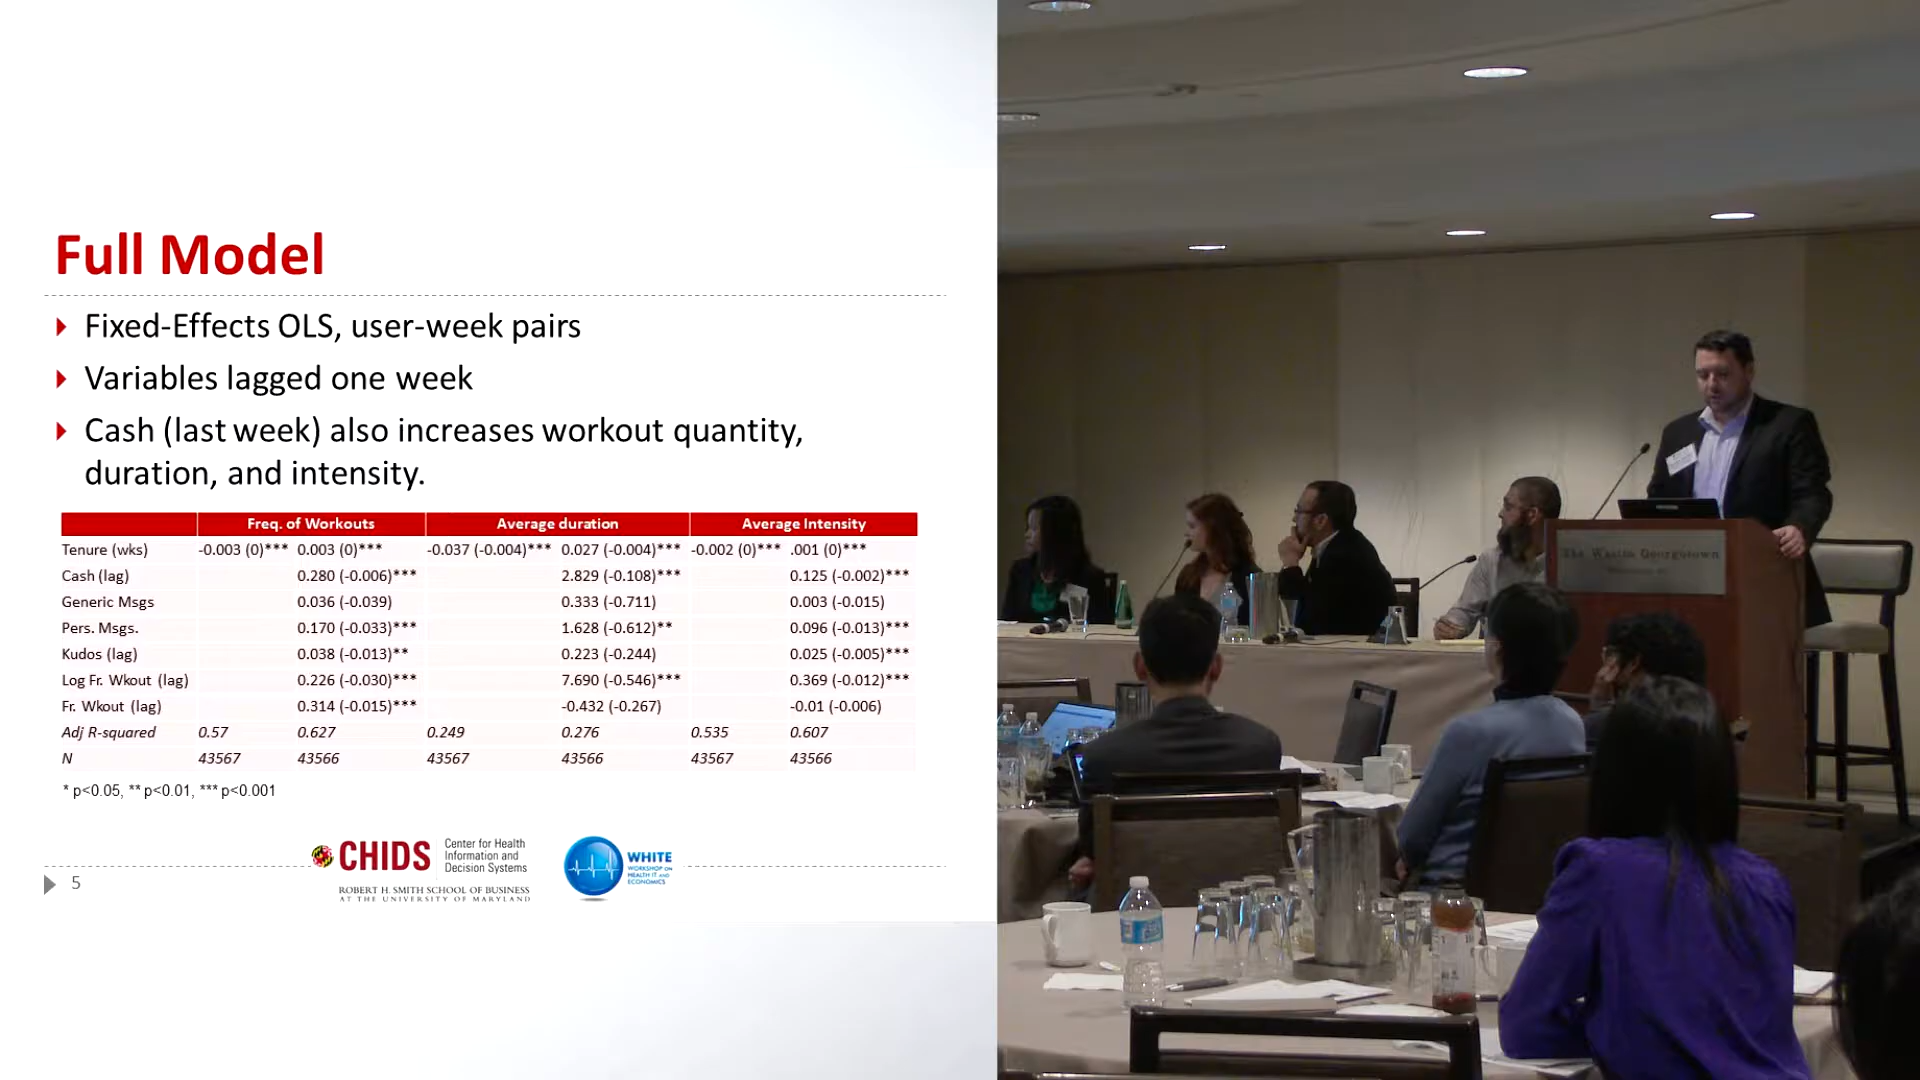 Full Model
Fixed-Effects OLS, user-week pairs
Variables lagged one week
Cash (last week) also increases workout quantity,
duration, and intensity.
Freq. of Workouts Average duration Average Intensity
Tenure (wks) -0.003 (0)*** 0.003 (0)*** -0.037 (-0.004)*** 0.027 (-0.004)*** -0.002 (0)*** .001 (0)***
Cash (lag) 0.280 (-0.006)*** 2.829 (-0.108)*** 0.125 (-0.002)***
Generic Msgs 0.036 (-0.039) 0.333 (-0.711) 0.003 (-0.015)
Pers. Msgs. 0.170 (-0.033)*** 1.628 (-0.612)** 0.096 (-0.013)***
Kudos (lag) 0.038 (-0.013)** 0.223 (-0.244) 0.025 (-0.005)***
Log Fr. Wkout (lag) 0.226 (-0.030)*** 7.690 (-0.546)*** 0.369 (-0.012)***
Fr. Wkout (lag) 0.314 (-0.015)*** -0.432 (-0.267) -0.01 (-0.006)
Adj R-squared 0.57 0.627 0.249 0.276 0.535 0.607
N 43567 43566 43567 43566 43567 43566
* p<0.05, ** p<0.01, *** p<0.001
CHIDS
Center for Health
Information and
Decision Systems
ROBERT H. SMITH SCHOOL OF BUSINESS
AT THE UNIVERSITY OF MARYLAND
WHITE
WORKSHOP ON
HEALTH IT AND
ECONOMICS
5
The Westin Georgetown